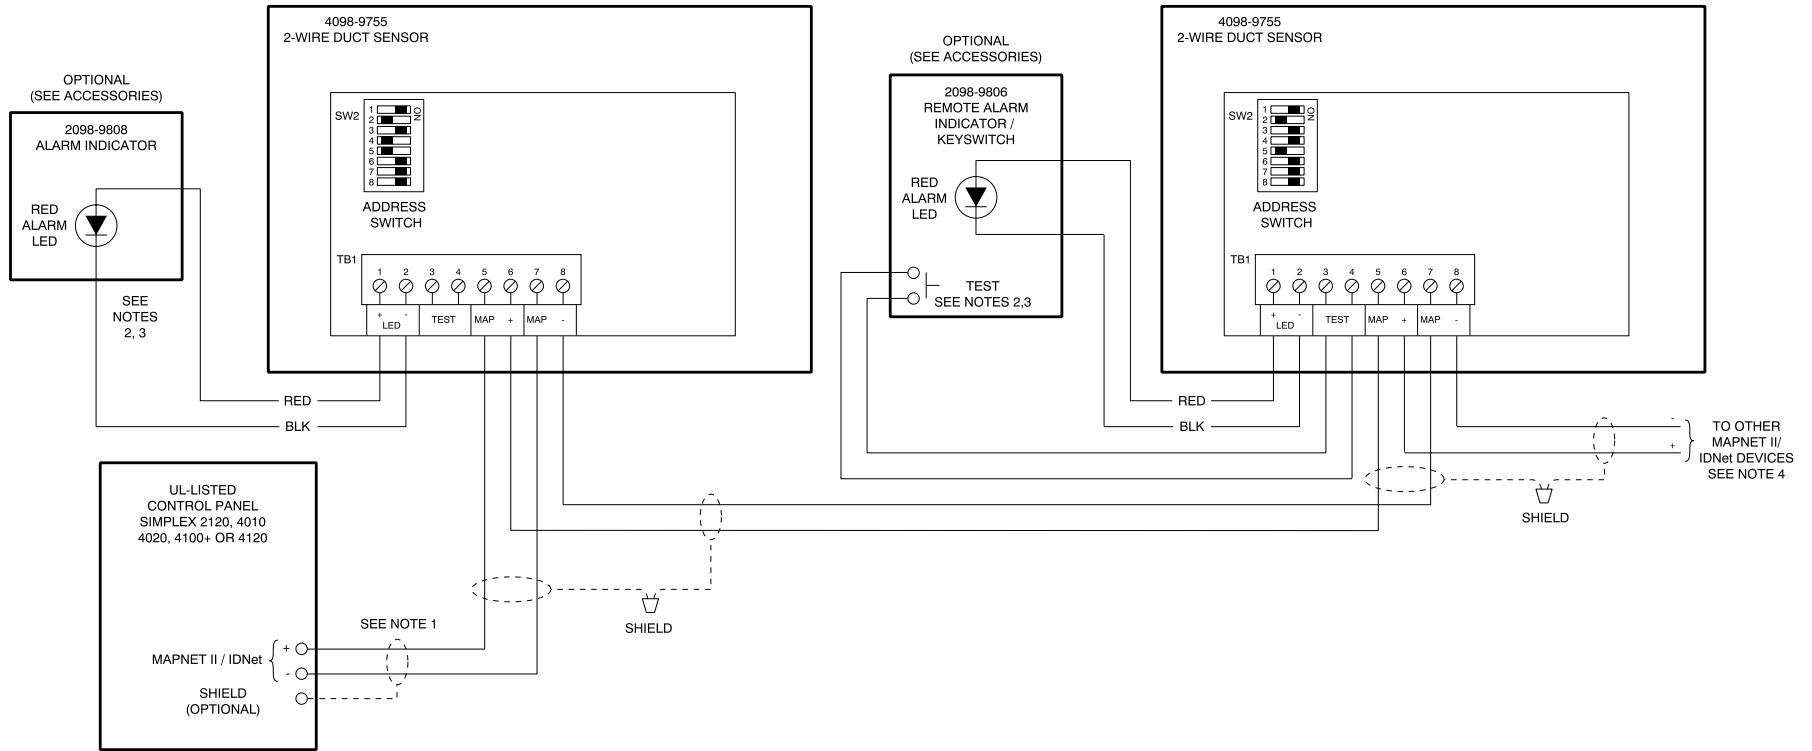 4098-9755
2-WIRE DUCT SENSOR
OPTIONAL
(SEE ACCESSORIES)
2098-9808
ALARM INDICATOR
RED
ALARM
LED
SEE
NOTES
2, 3
SW2
ON
1
2
3
4
5
6
7
8
ADDRESS
SWITCH
TB1
1 2 3 4 5 6 7 8
+ - TEST MAP + MAP -
LED
RED
BLK
OPTIONAL
(SEE ACCESSORIES)
2098-9806
REMOTE ALARM
INDICATOR /
KEYSWITCH
RED
ALARM
LED
TEST
SEE NOTES 2,3
4098-9755
2-WIRE DUCT SENSOR
SW2
ON
1
2
3
4
5
6
7
8
ADDRESS
SWITCH
TB1
1 2 3 4 5 6 7 8
+ - TEST MAP + MAP -
LED
RED
BLK
-
+
TO OTHER
MAPNET II/
IDNet DEVICES
SEE NOTE 4
SHIELD
SHIELD
UL-LISTED
CONTROL PANEL
SIMPLEX 2120, 4010
4020, 4100+ OR 4120
SEE NOTE 1
MAPNET II / IDNet
+
-
SHIELD
(OPTIONAL)